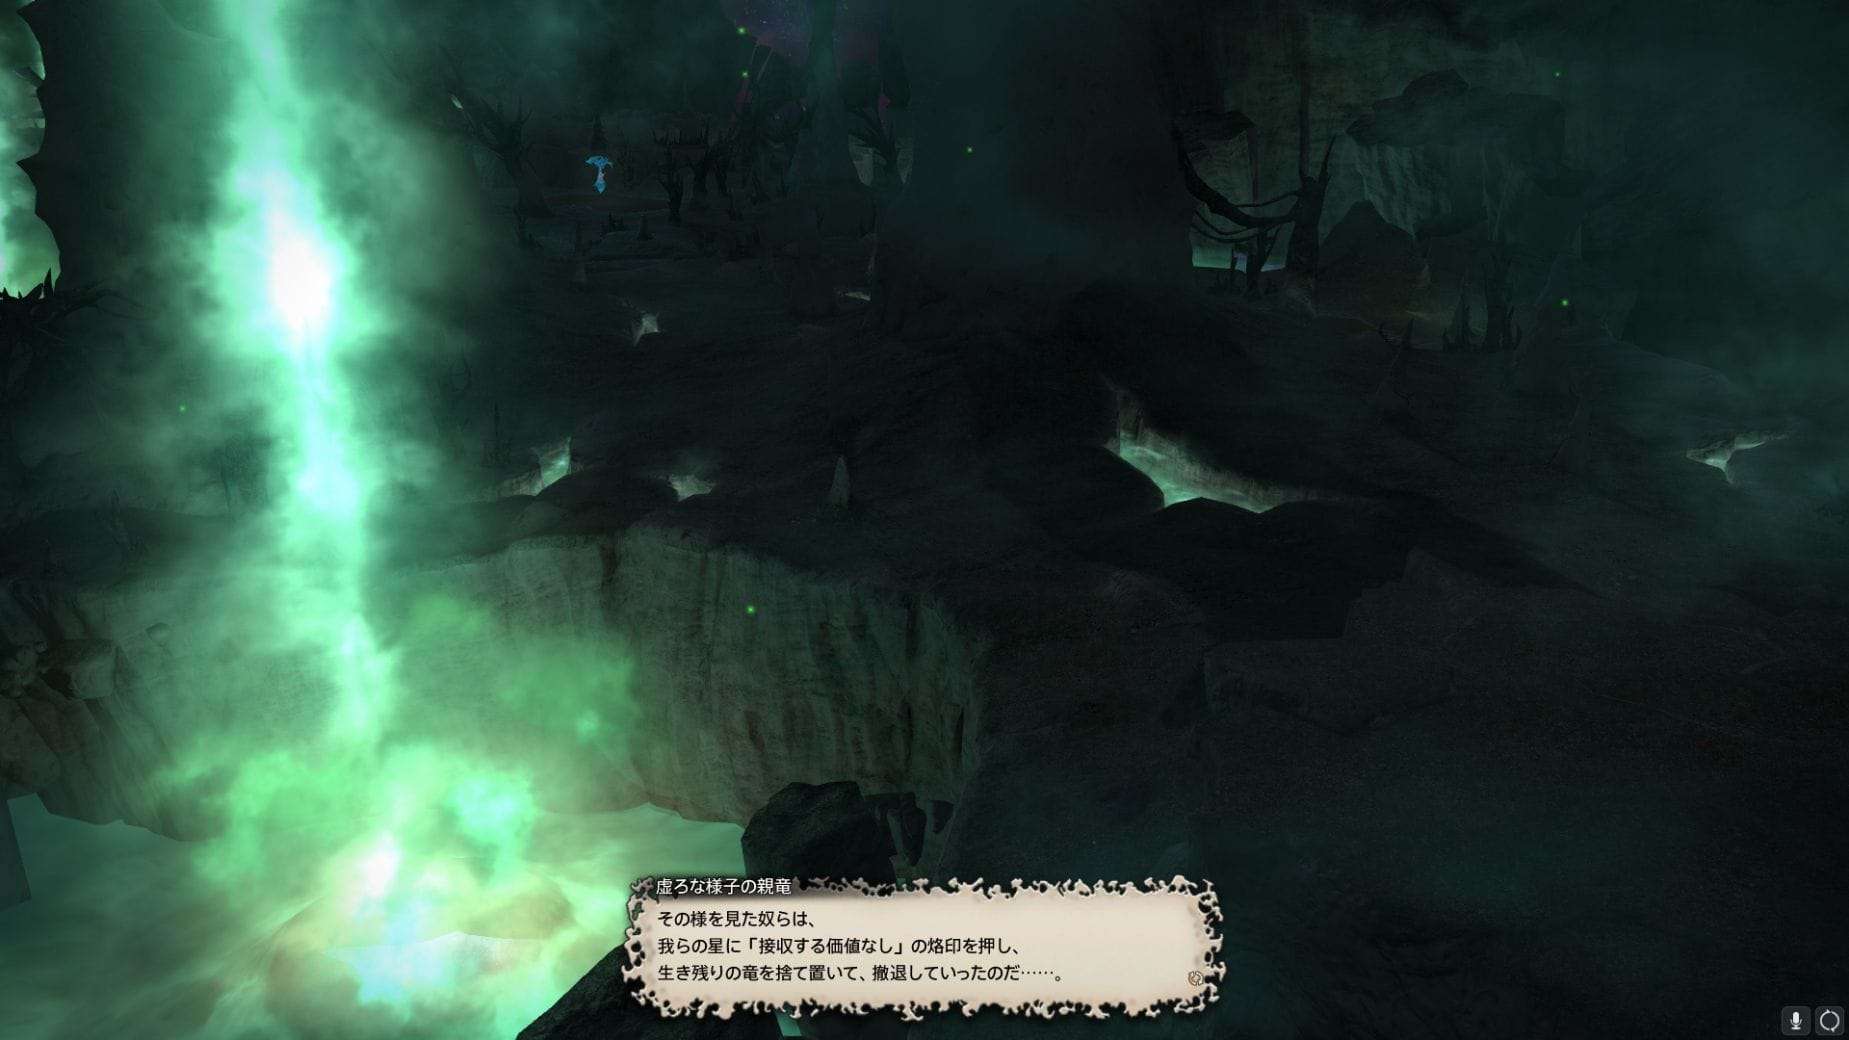 虚ろな様子の親竜
その様を見た奴らは、
我らの星に「接収する価値なし」の烙印を押し、
生き残りの竜を捨て置いて、撤退していったのだ……。